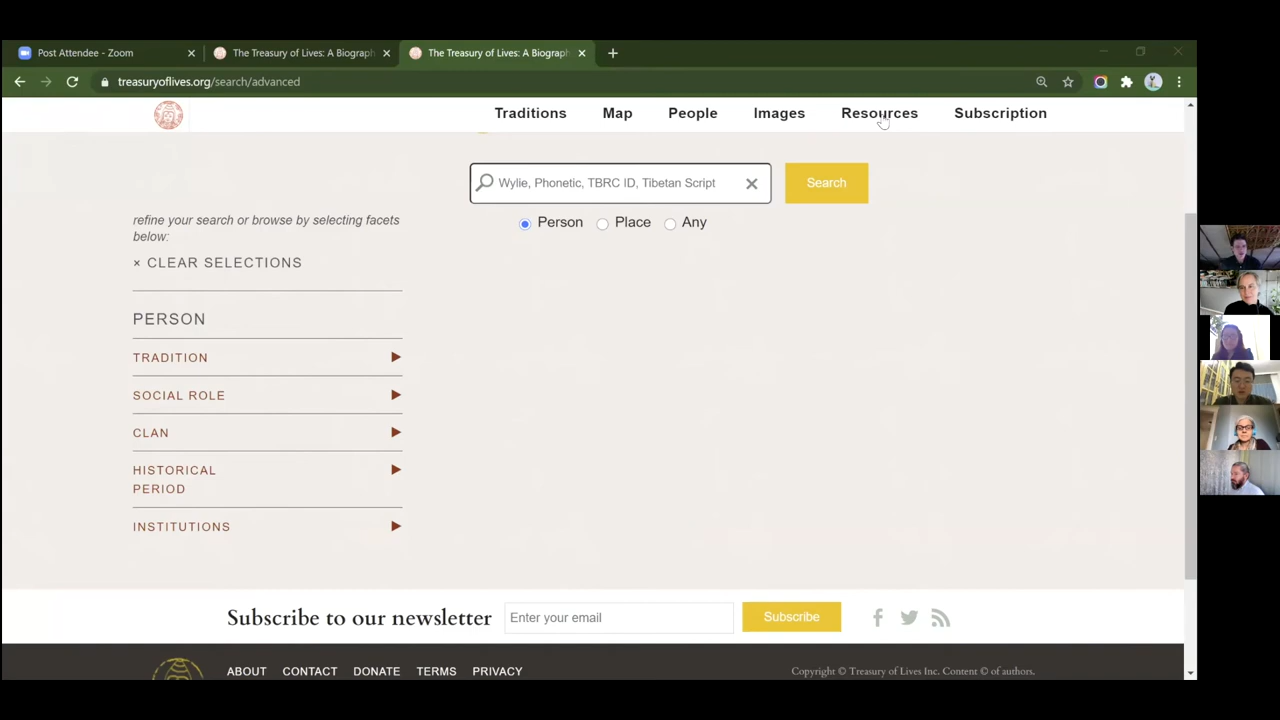 Post Attendee - Zoom
The Treasury of Lives: A Biograph
The Treasury of Lives: A Biograph
treasuryoflives.org/search/advanced
Traditions Map People Images Resources Subscription
Wylie, Phonetic, TBRC ID, Tibetan Script
Search
Person Place Any
refine your search or browse by selecting facets
below:
× CLEAR SELECTIONS
PERSON
TRADITION
SOCIAL ROLE
CLAN
HISTORICAL
PERIOD
INSTITUTIONS
Subscribe to our newsletter Enter your email Subscribe
ABOUT CONTACT DONATE TERMS PRIVACY
Copyright © Treasury of Lives Inc. Content © of authors.